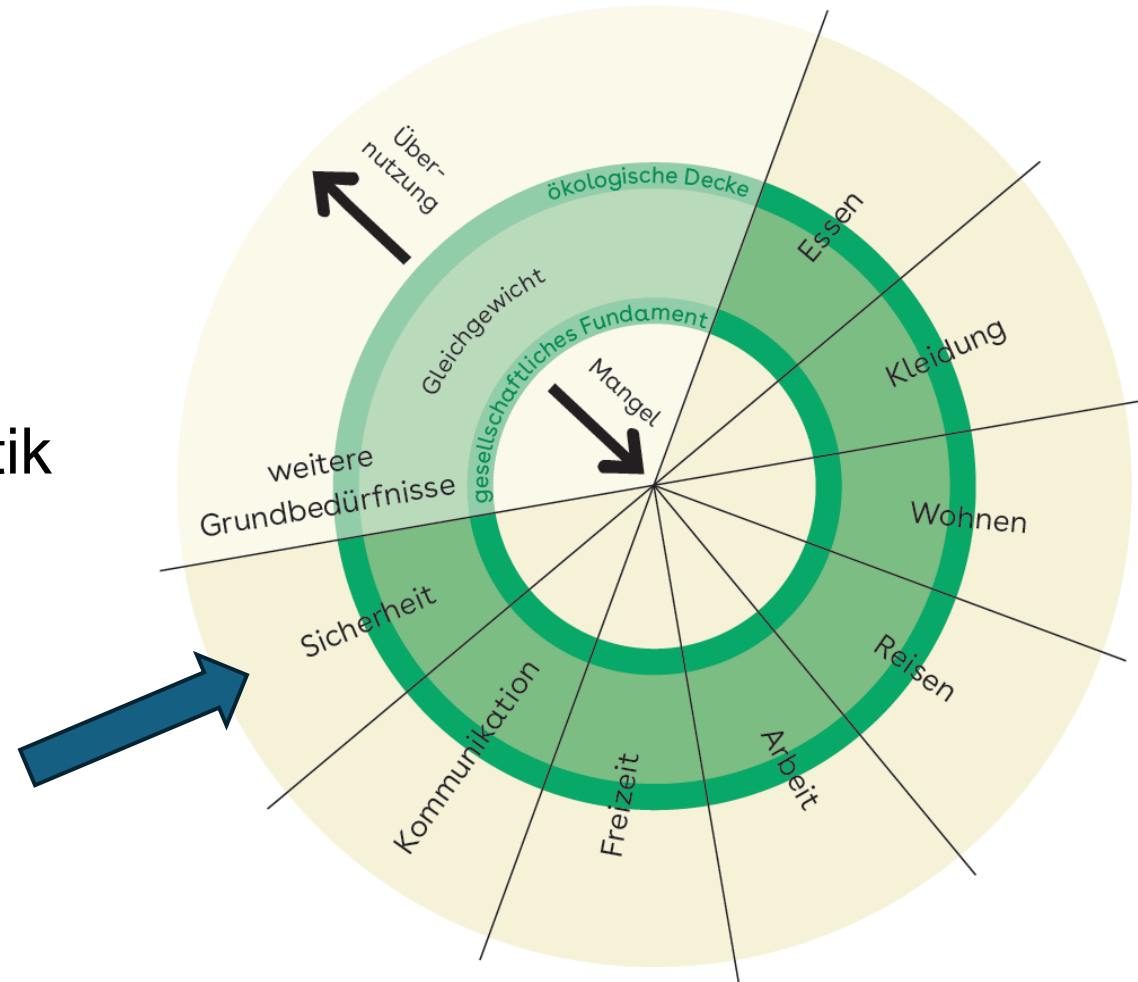 Über-
nutzung
ökologische Decke
Essen
Gleichgewicht
gesellschaftliches Fundament
Mangel
Kleidung
tik
weitere
Grundbedürfnisse
Wohnen
Sicherheit
Reisen
Kommunikation
Freizeit
Arbeit